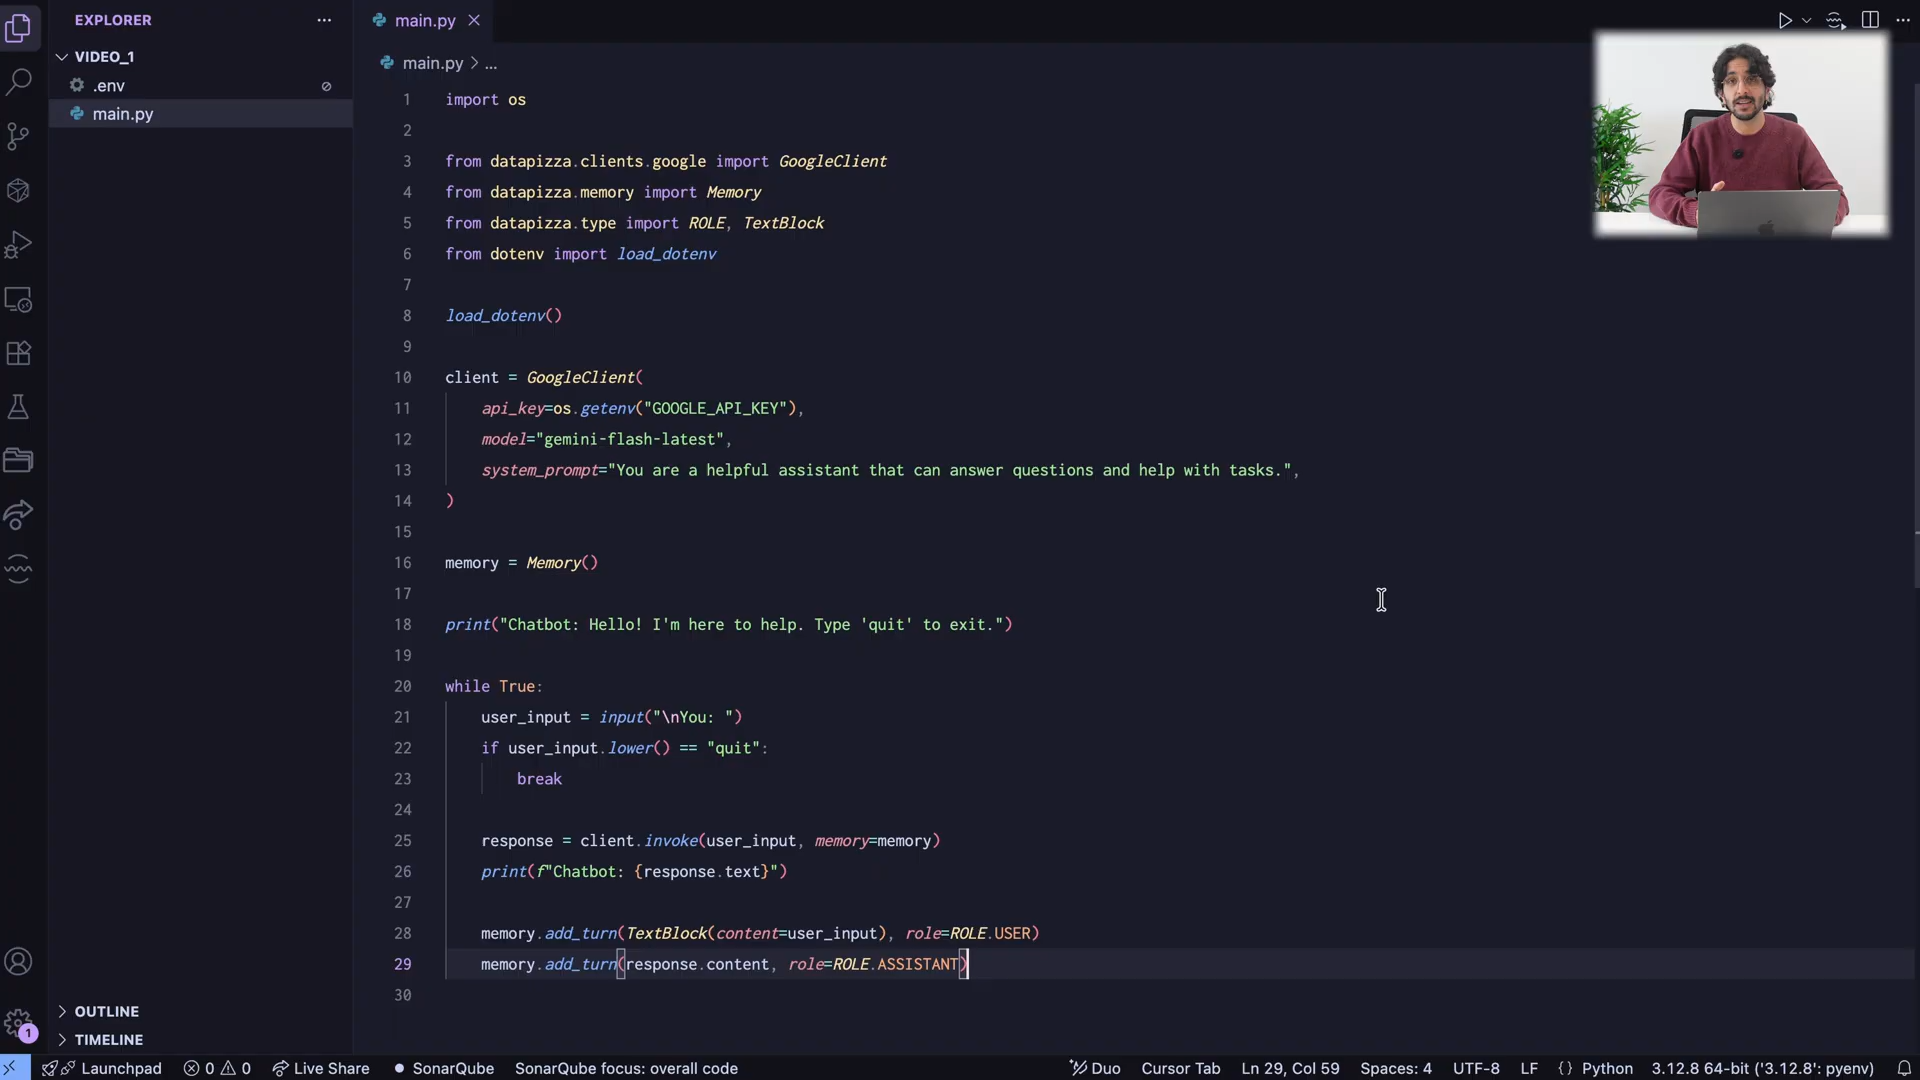 EXPLORER
VIDEO_1
.env
main.py
OUTLINE
TIMELINE
main.py
main.py > ...
1 import os
2
3 from datapizza.clients.google import GoogleClient
4 from datapizza.memory import Memory
5 from datapizza.type import ROLE, TextBlock
6 from dotenv import load_dotenv
7
8 load_dotenv()
9
10 client = GoogleClient(
11 api_key=os.getenv("GOOGLE_API_KEY"),
12 model="gemini-flash-latest",
13 system_prompt="You are a helpful assistant that can answer questions and help with tasks.",
14 )
15
16 memory = Memory()
17
18 print("Chatbot: Hello! I'm here to help. Type 'quit' to exit.")
19
20 while True:
21 user_input = input("\nYou: ")
22 if user_input.lower() == "quit":
23 break
24
25 response = client.invoke(user_input, memory=memory)
26 print(f"Chatbot: {response.text}")
27
28 memory.add_turn(TextBlock(content=user_input), role=ROLE.USER)
29 memory.add_turn(response.content, role=ROLE.ASSISTANT)
30
1
Launchpad 0 0 Live Share SonarQube SonarQube focus: overall code Duo Cursor Tab Ln 29, Col 59 Spaces: 4 UTF-8 LF {} Python 3.12.8 64-bit ('3.12.8': pyenv)